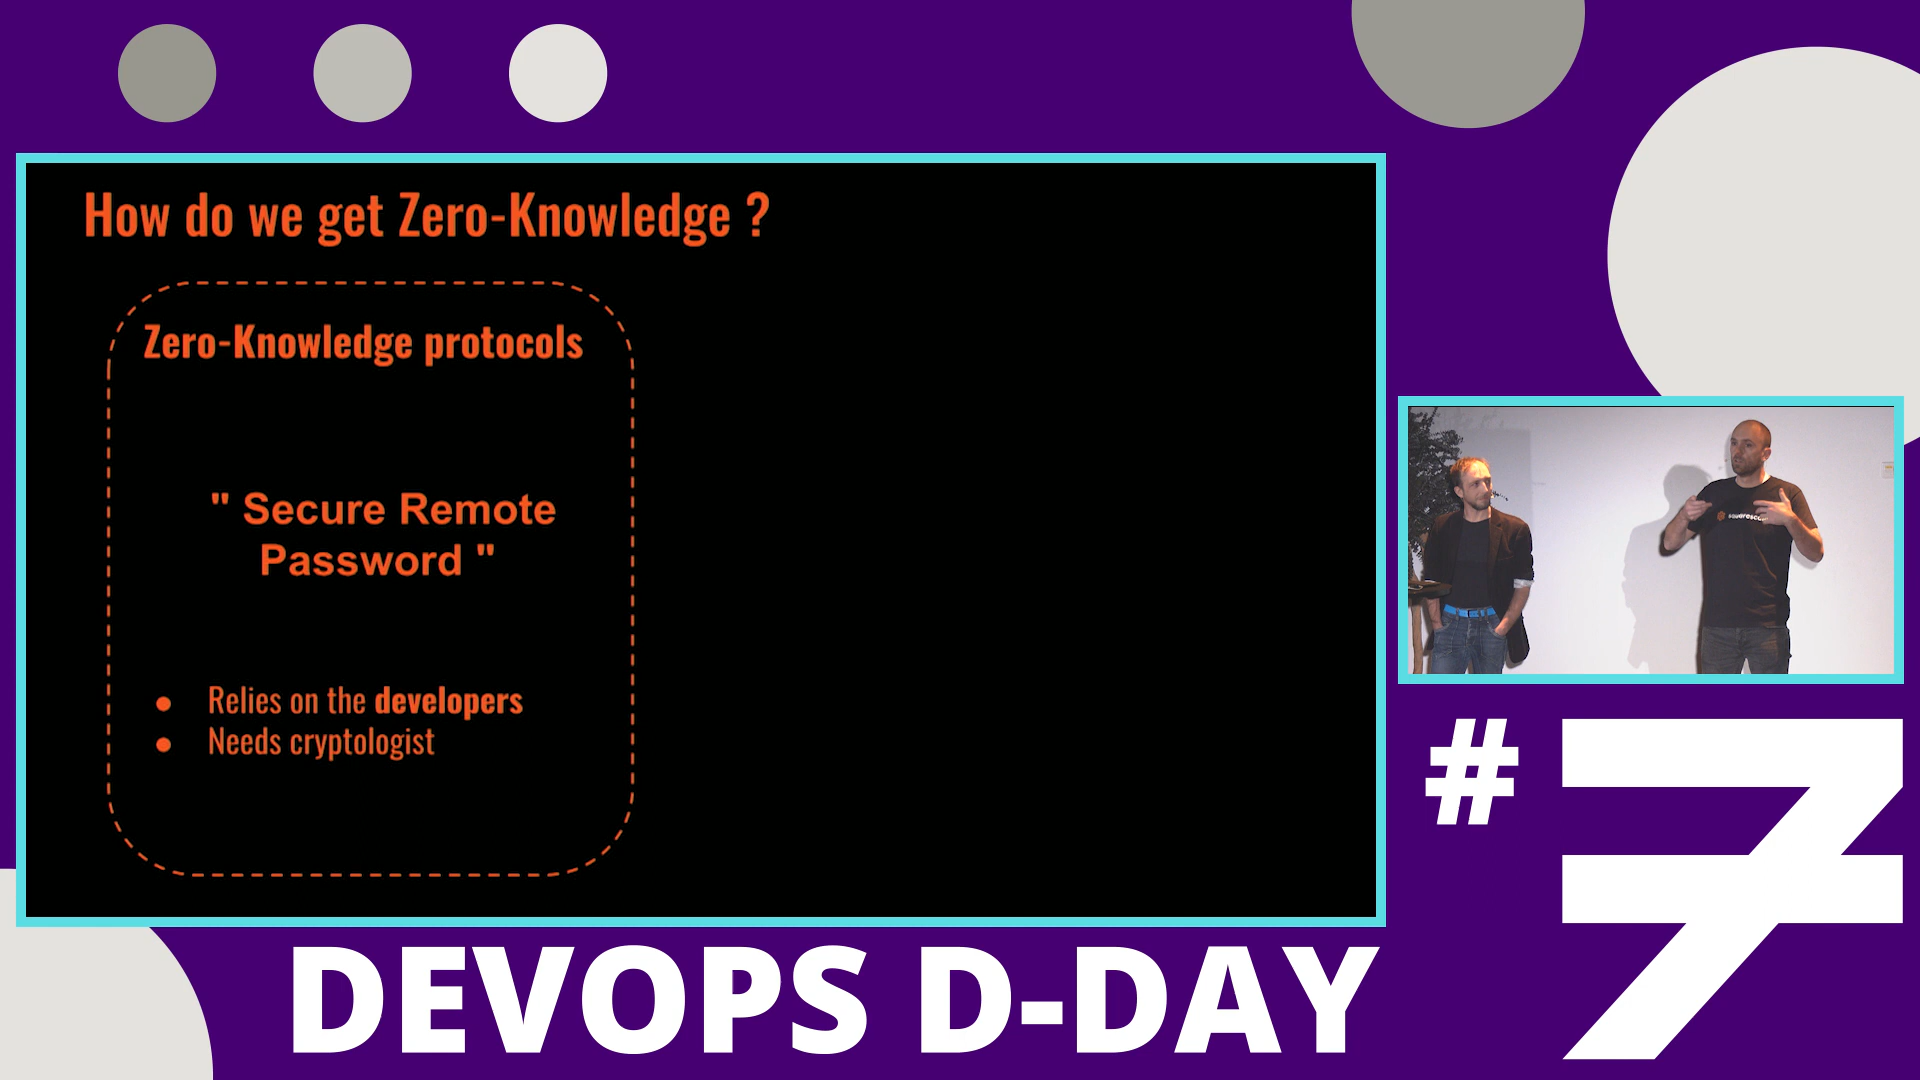 How do we get Zero-Knowledge ?
Zero-Knowledge protocols
" Secure Remote
Password "
● Relies on the developers
● Needs cryptologist
#7
DEVOPS D-DAY